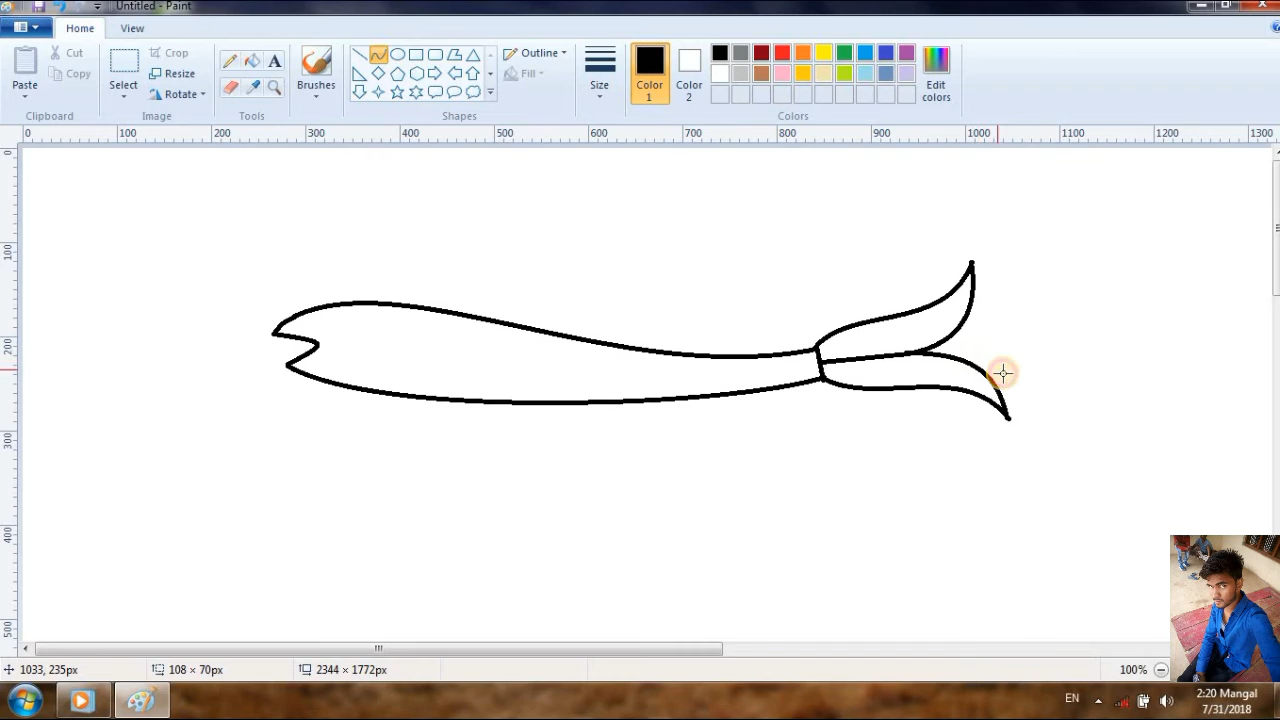 Untitled - Paint
Home View
Paste Cut Copy Clipboard
Select Crop Resize Rotate Image
Tools
Brushes
Shapes Outline Fill
Size
Color 1 Color 2
Edit colors
Colors
0 100 200 300 400 500 600 700 800 900 1000 1100 1200 1300
0
100
200
300
400
500
1033, 235px 108 × 70px 2344 × 1772px 100%
EN 2:20 Mangal
7/31/2018